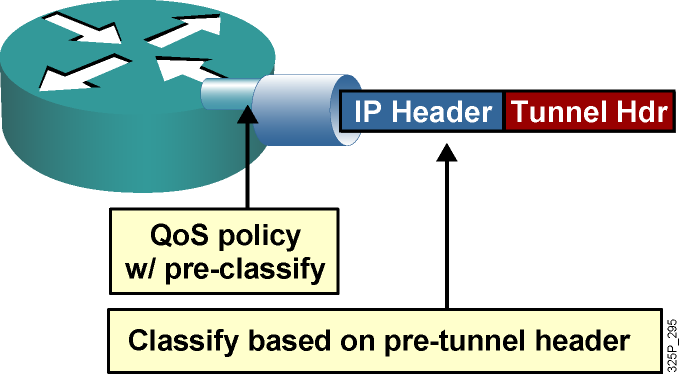 IP Header Tunnel Hdr
QoS policy
w/ pre-classify
Classify based on pre-tunnel header
325P_295